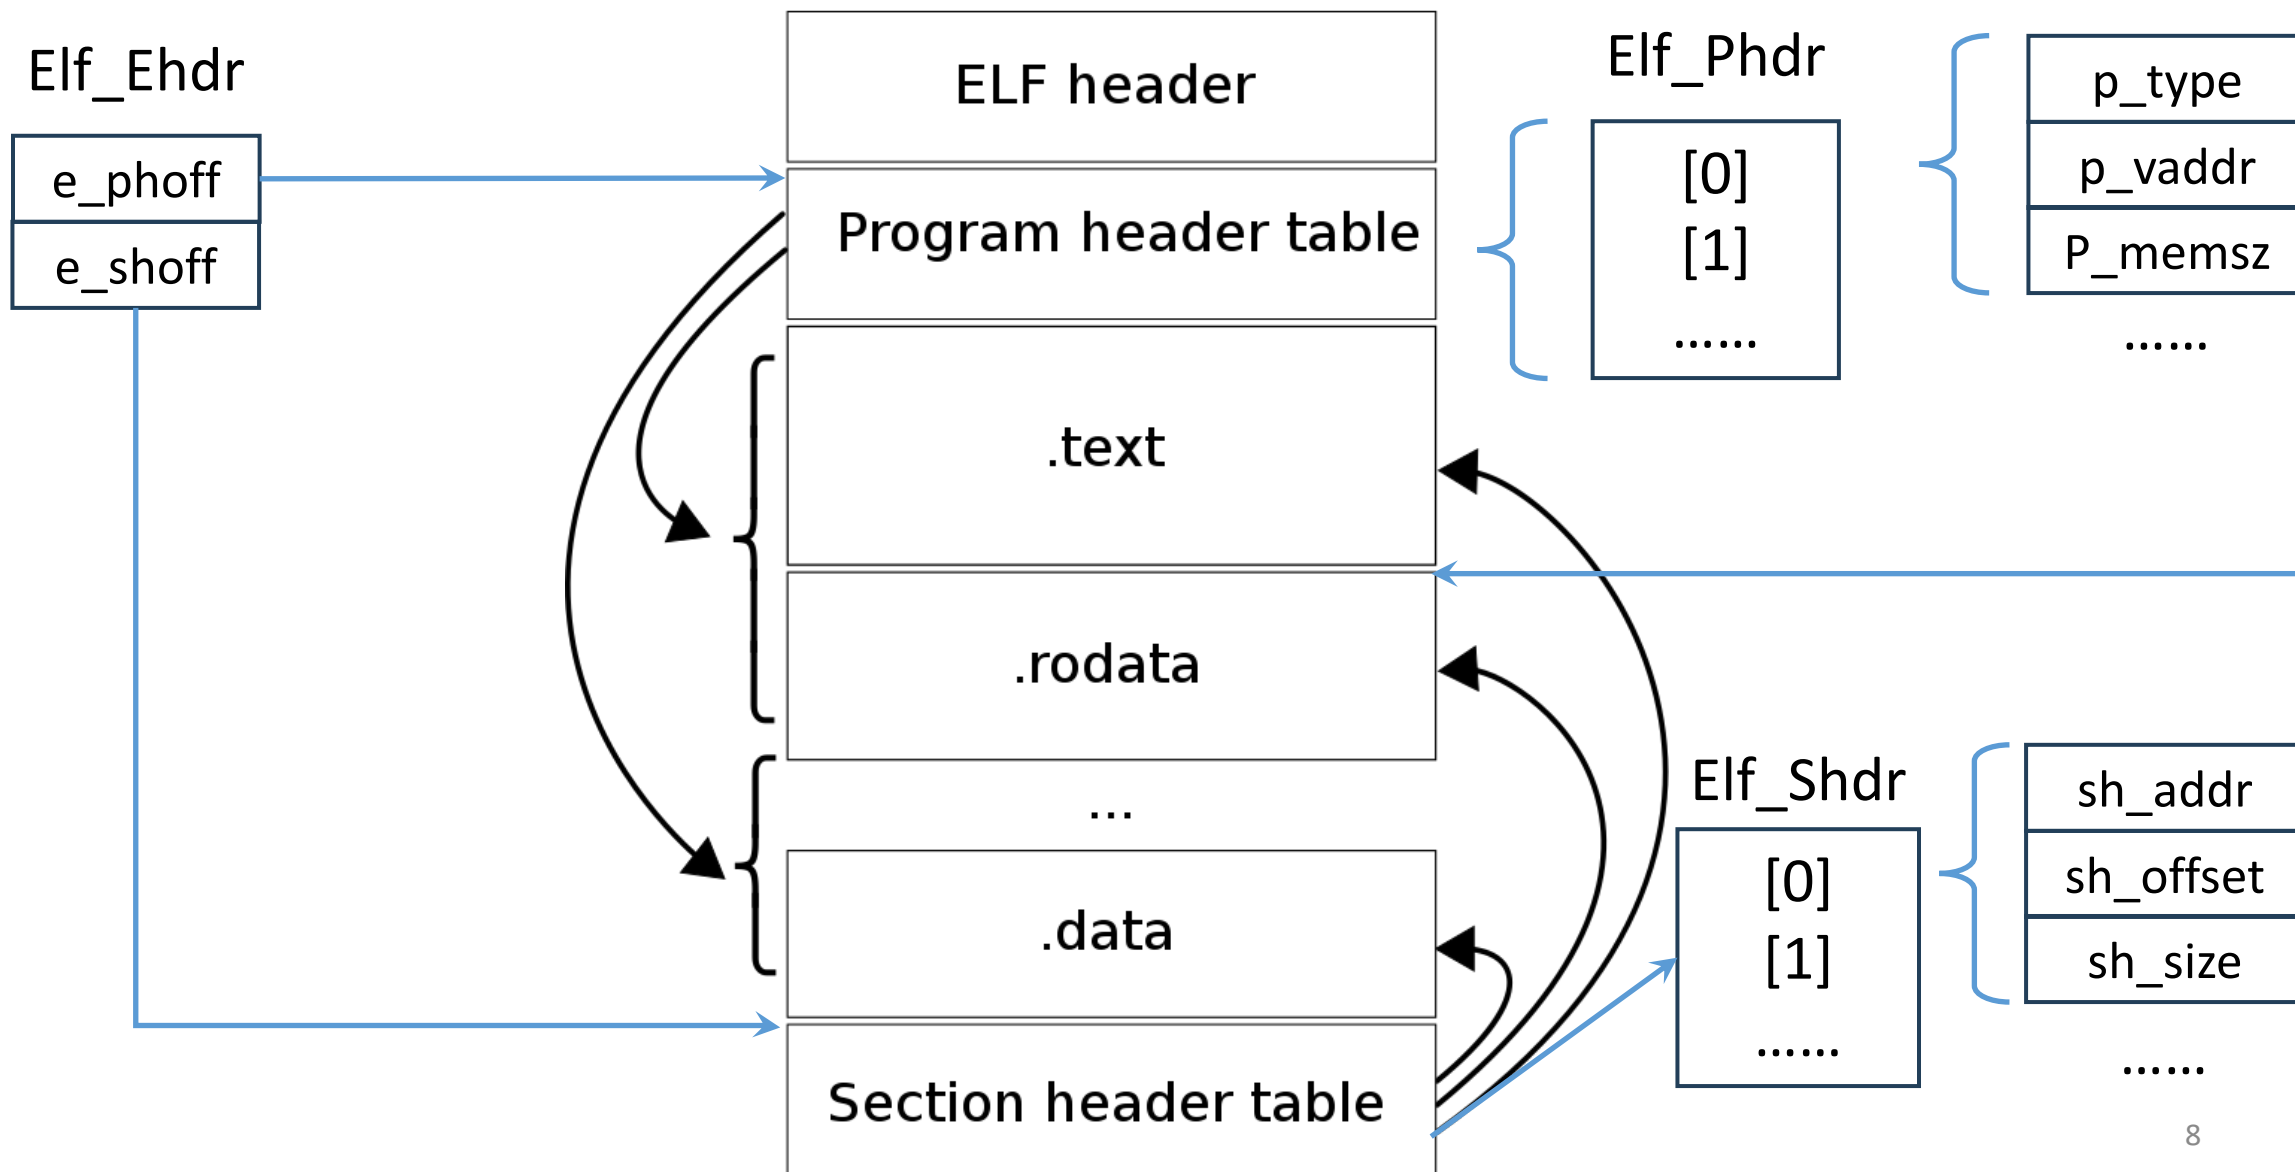 Elf_Ehdr
e_phoff
e_shoff
ELF header
Program header table
.text
.rodata
...
.data
Section header table
Elf_Phdr
[0]
[1]
......
p_type
p_vaddr
P_memsz
......
Elf_Shdr
[0]
[1]
......
sh_addr
sh_offset
sh_size
......
8